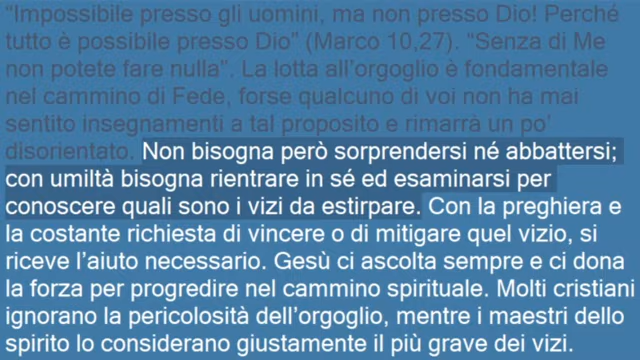 “Impossibile presso gli uomini, ma non presso Dio! Perché
tutto è possibile presso Dio” (Marco 10,27). “Senza di Me
non potete fare nulla”. La lotta all’orgoglio è fondamentale
nel cammino di Fede, forse qualcuno di voi non ha mai
sentito insegnamenti a tal proposito e rimarrà un po’
disorientato. Non bisogna però sorprendersi né abbattersi;
con umiltà bisogna rientrare in sé ed esaminarsi per
conoscere quali sono i vizi da estirpare. Con la preghiera e
la costante richiesta di vincere o di mitigare quel vizio, si
riceve l’aiuto necessario. Gesù ci ascolta sempre e ci dona
la forza per progredire nel cammino spirituale. Molti cristiani
ignorano la pericolosità dell’orgoglio, mentre i maestri dello
spirito lo considerano giustamente il più grave dei vizi.